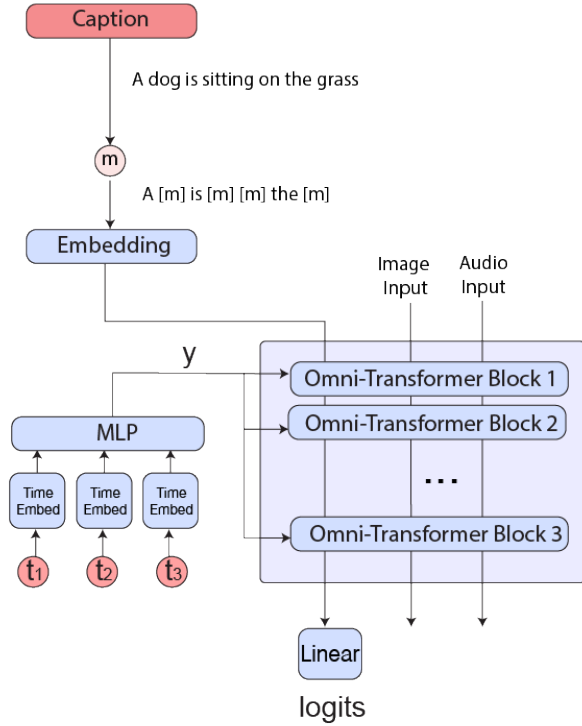 Caption
A dog is sitting on the grass
m
A [m] is [m] [m] the [m]
Embedding
Image
Input
Audio
Input
y
Omni-Transformer Block 1
Omni-Transformer Block 2
MLP
...
Time
Embed
Time
Embed
Time
Embed
Omni-Transformer Block 3
t1
t2
t3
Linear
logits